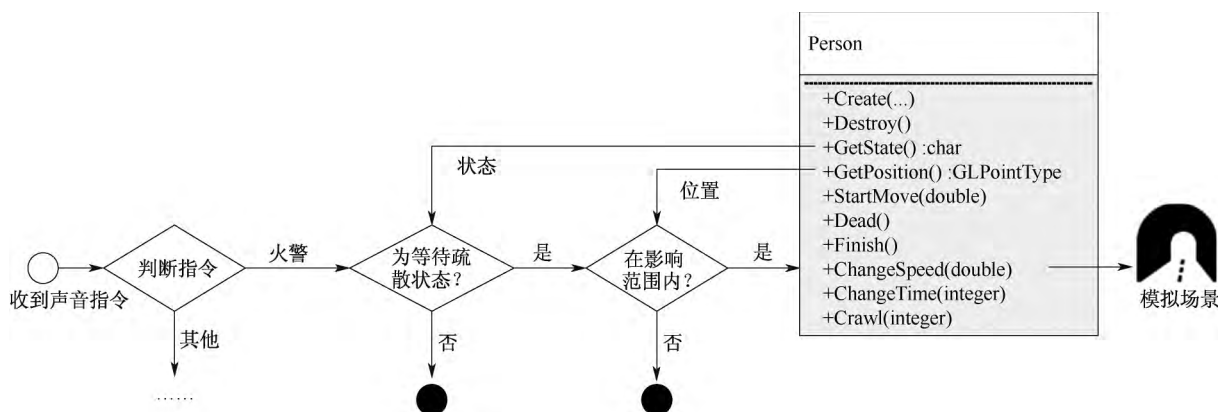 Person
+Create(...)
+Destroy()
+GetState() :char
+GetPosition() :GLPointType
+StartMove(double)
+Dead()
+Finish()
+ChangeSpeed(double)
+ChangeTime(integer)
+Crawl(integer)
状态
位置
收到声音指令
判断指令
火警
其他
……
为等待疏
散状态？
是
否
在影响
范围内？
是
否
模拟场景